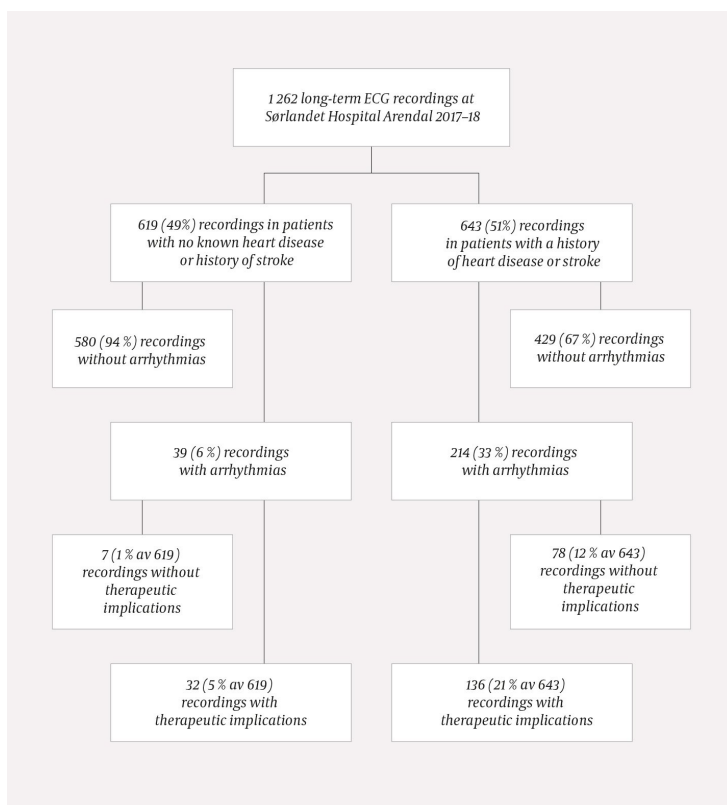 1 262 long-term ECG recordings at
Sørlandet Hospital Arendal 2017–18
619 (49%) recordings in patients
with no known heart disease
or history of stroke
643 (51%) recordings
in patients with a history
of heart disease or stroke
580 (94 %) recordings
without arrhythmias
429 (67 %) recordings
without arrhythmias
39 (6 %) recordings
with arrhythmias
214 (33 %) recordings
with arrhythmias
7 (1 % av 619)
recordings without
therapeutic
implications
78 (12 % av 643)
recordings without
therapeutic
implications
32 (5 % av 619)
recordings with
therapeutic implications
136 (21 % av 643)
recordings with
therapeutic implications